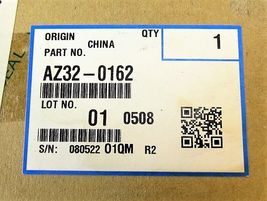 ORIGIN CHINA QTY 1
PART NO.
AZ32-0162
LOT NO.
01 0508
S/N: 080522 01QM R2